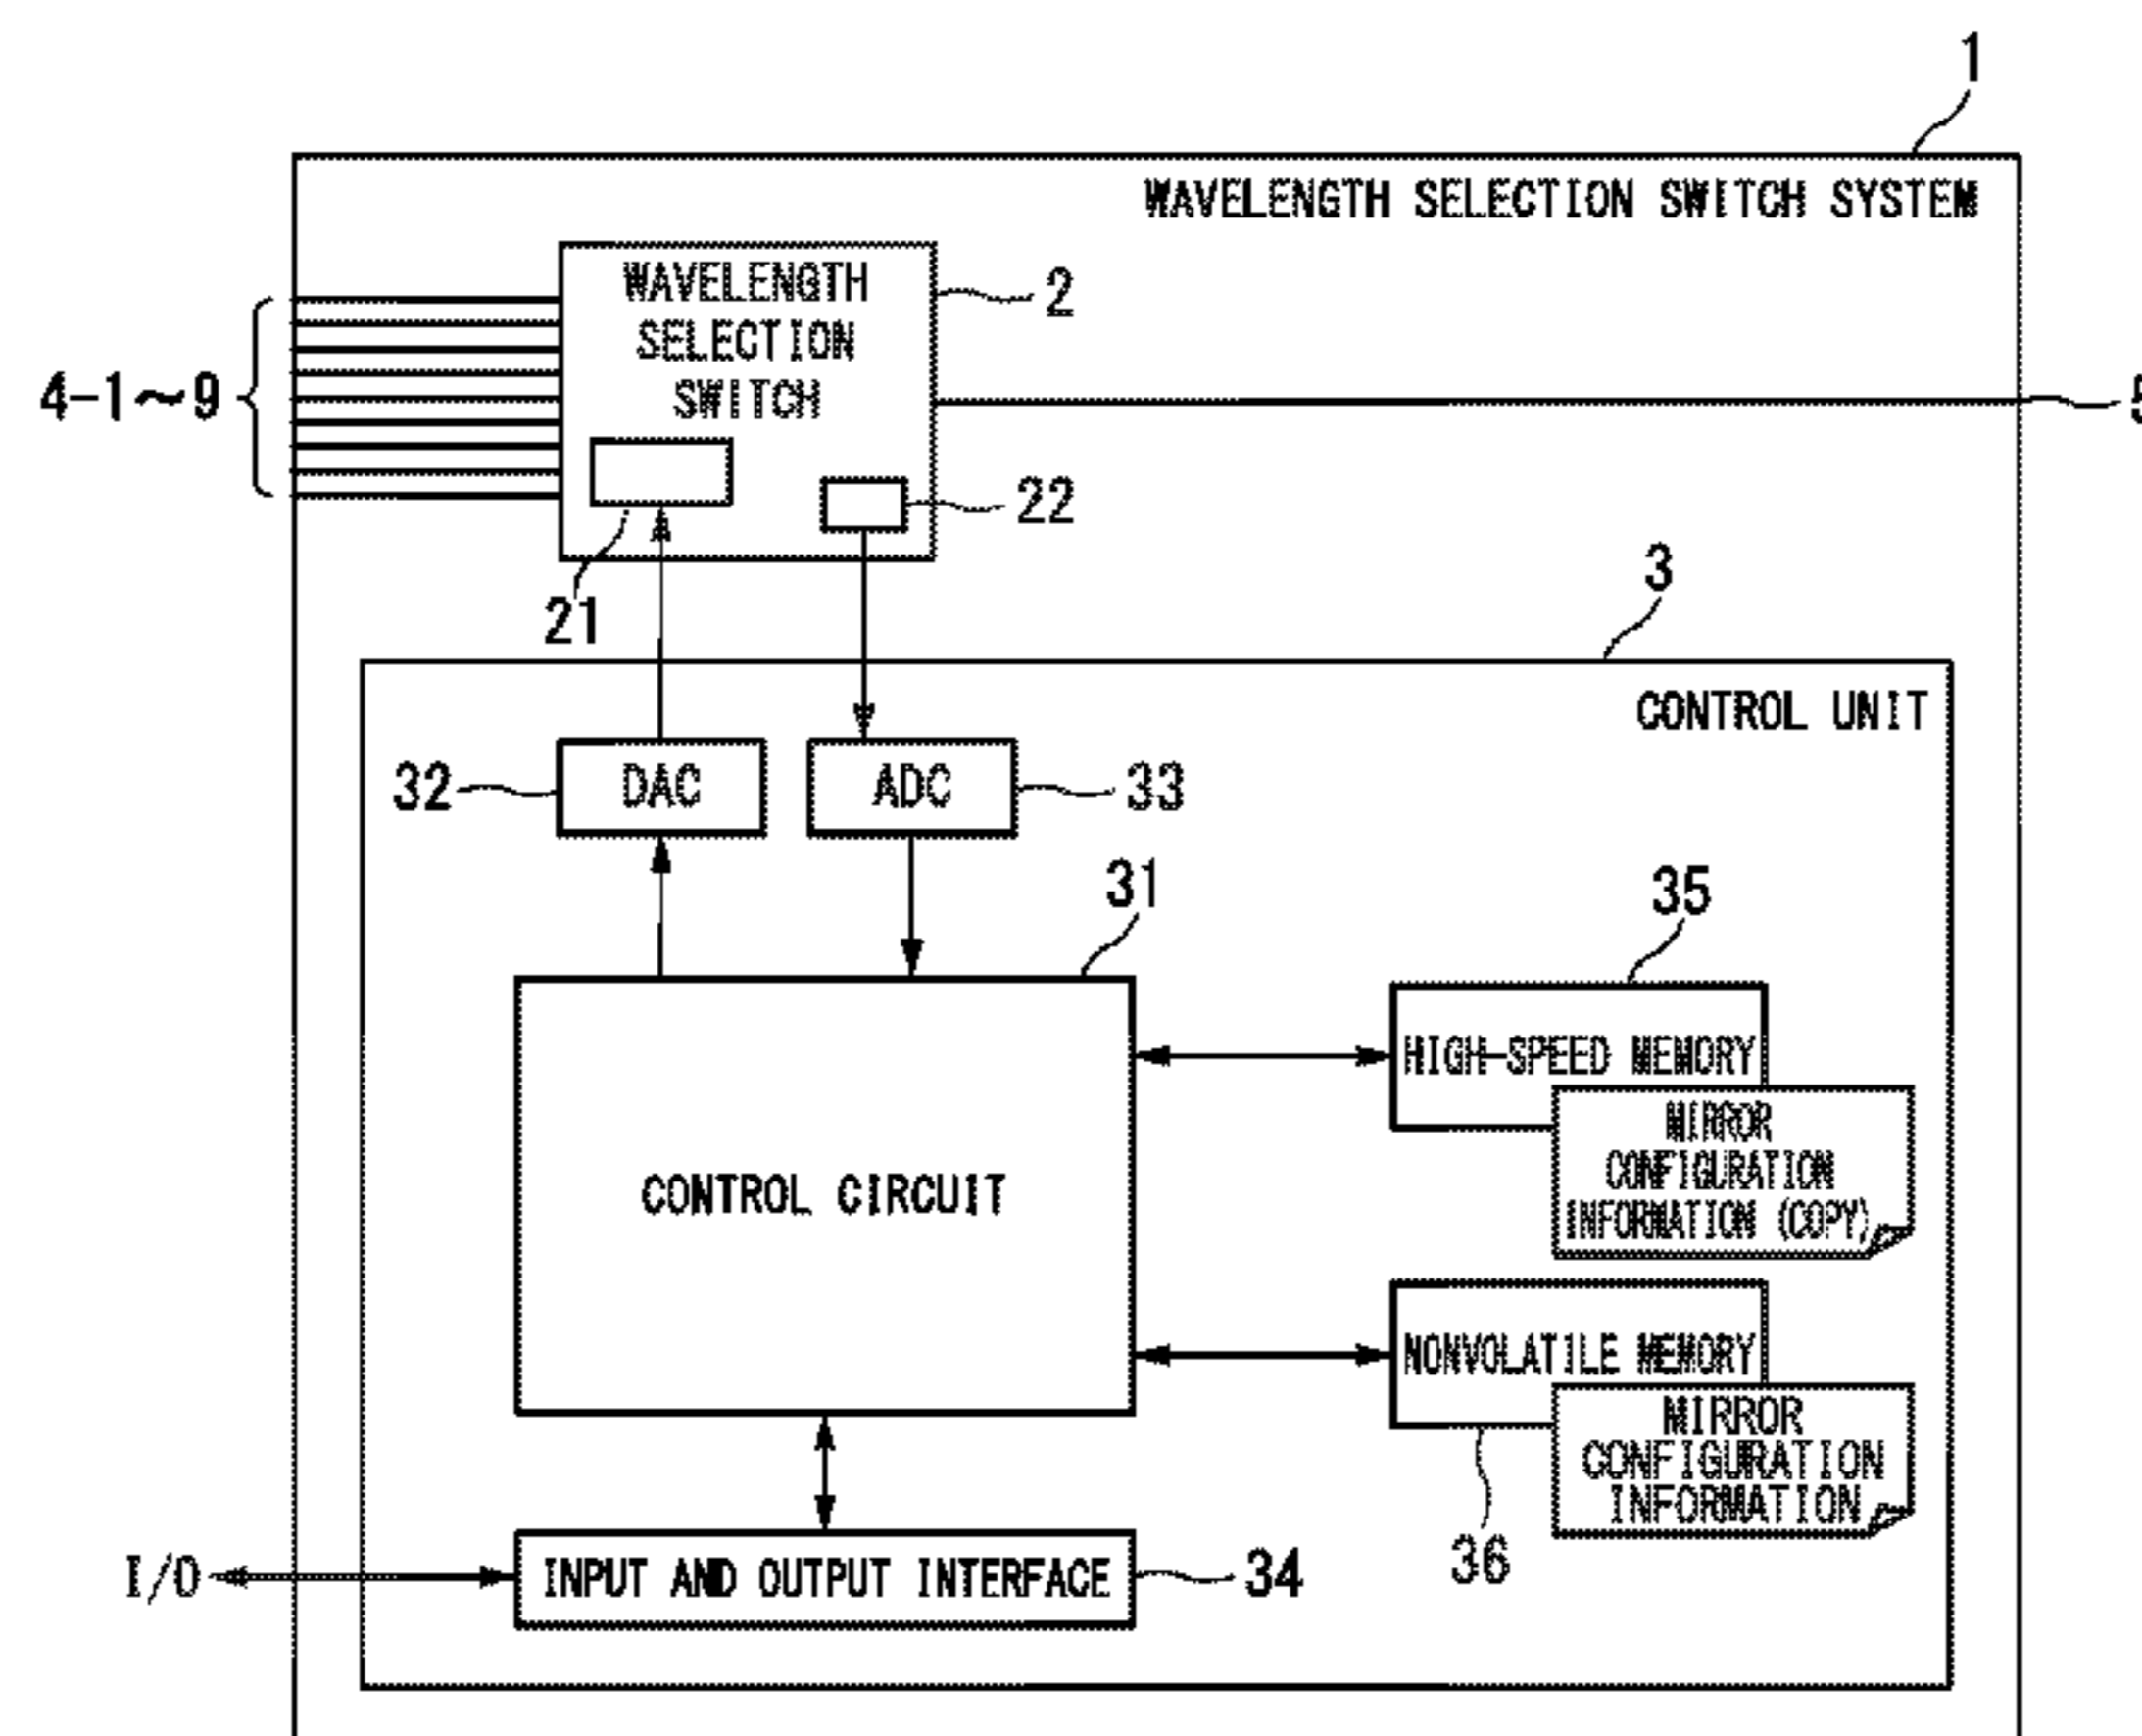 1
WAVELENGTH SELECTION SWITCH SYSTEM
WAVELENGTH
SELECTION
SWITCH
2
4-1～9
5
22
21
3
CONTROL UNIT
32
DAC
ADC
33
31
35
HIGH-SPEED MEMORY
MIRROR
CONFIGURATION
INFORMATION (COPY)
CONTROL CIRCUIT
NONVOLATILE MEMORY
MIRROR
CONFIGURATION
INFORMATION
36
I/O
INPUT AND OUTPUT INTERFACE
34